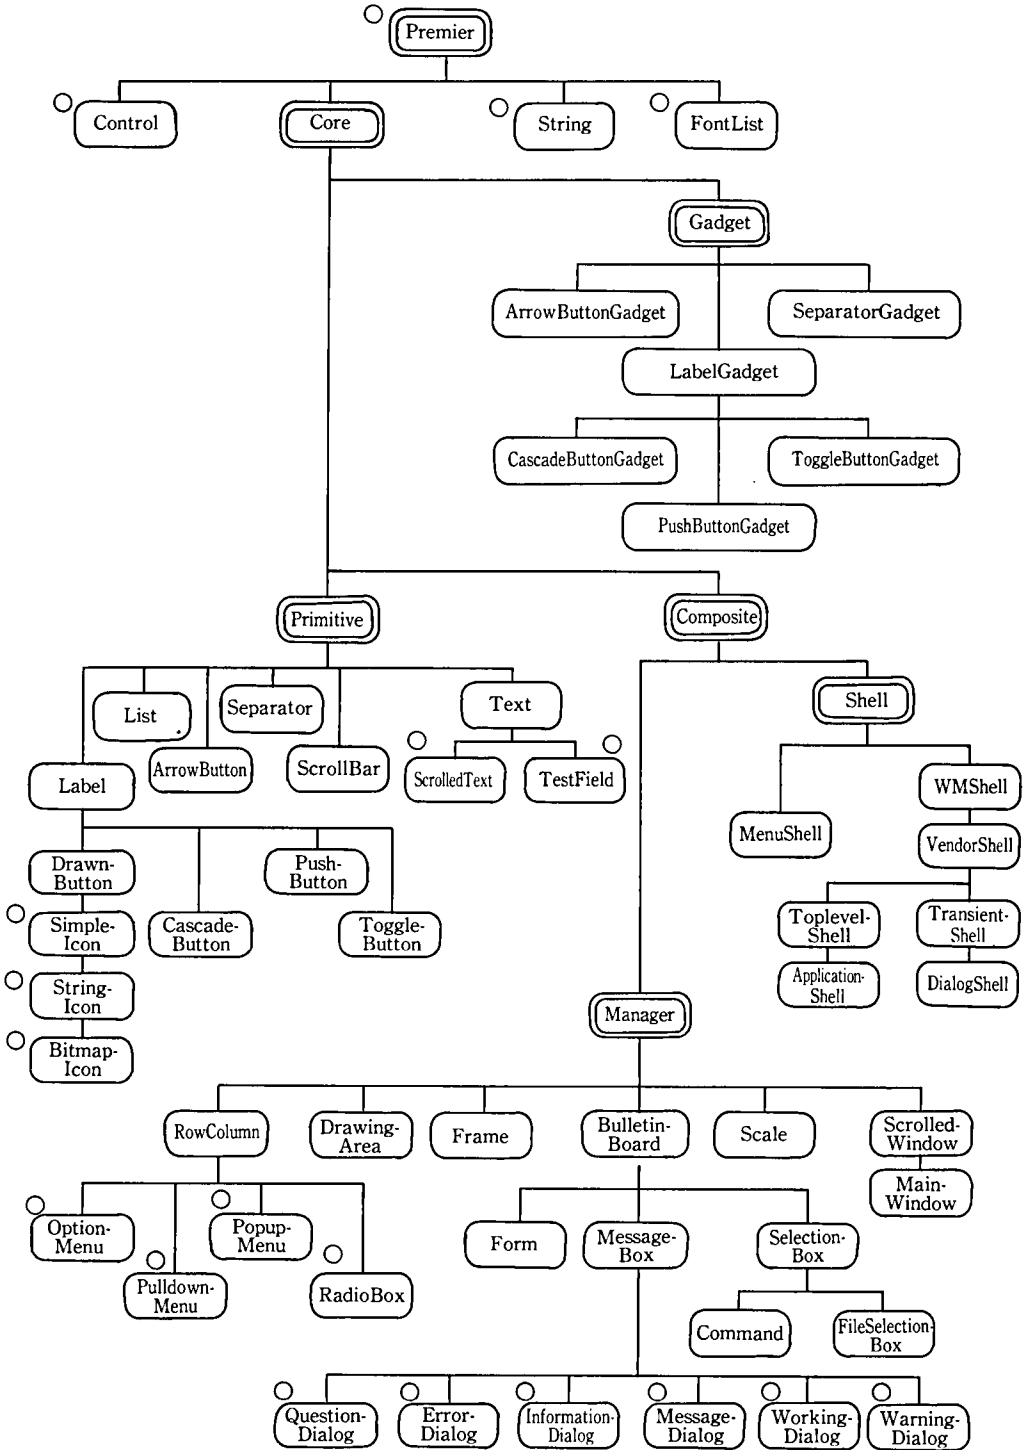 Premier
Control
Core
String
FontList
Gadget
ArrowButtonGadget
SeparatorGadget
LabelGadget
CascadeButtonGadget
ToggleButtonGadget
PushButtonGadget
Primitive
Composite
List
Separator
Text
Shell
ArrowButton
ScrollBar
ScrolledText
TestField
Label
WMShell
MenuShell
VendorShell
Drawn-
Button
Push-
Button
Simple-
Icon
Cascade-
Button
Toggle-
Button
Toplevel-
Shell
Transient-
Shell
String-
Icon
Application-
Shell
DialogShell
Manager
Bitmap-
Icon
RowColumn
Drawing-
Area
Frame
Bulletin-
Board
Scale
Scrolled-
Window
Main-
Window
Option-
Menu
Popup-
Menu
Form
Message-
Box
Selection-
Box
Pulldown-
Menu
RadioBox
Command
FileSelection-
Box
Question-
Dialog
Error-
Dialog
Information-
Dialog
Message-
Dialog
Working-
Dialog
Warning-
Dialog